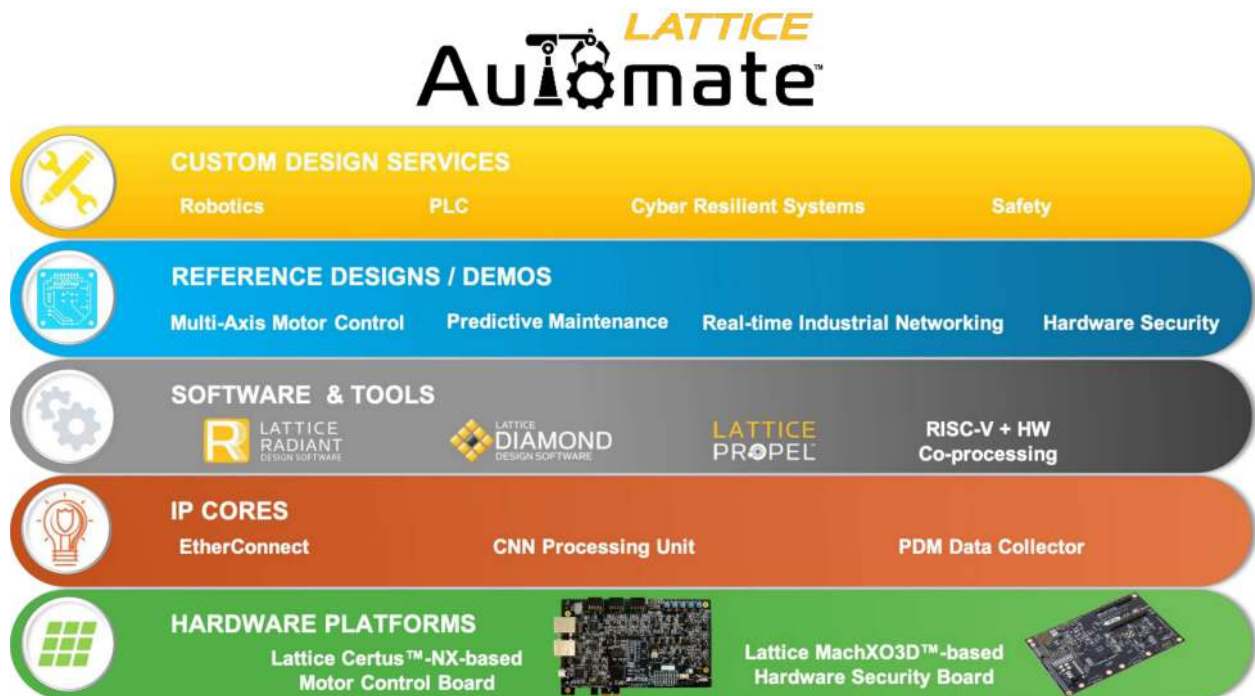 LATTICE
Automate™
CUSTOM DESIGN SERVICES
Robotics PLC Cyber Resilient Systems Safety
REFERENCE DESIGNS / DEMOS
Multi-Axis Motor Control Predictive Maintenance Real-time Industrial Networking Hardware Security
SOFTWARE & TOOLS
LATTICE
RADIANT
DESIGN SOFTWARE
LATTICE
DIAMOND
DESIGN SOFTWARE
LATTICE
PROPEL™
RISC-V + HW
Co-processing
IP CORES
EtherConnect CNN Processing Unit PDM Data Collector
HARDWARE PLATFORMS
Lattice Certus™-NX-based
Motor Control Board
Lattice MachXO3D™-based
Hardware Security Board